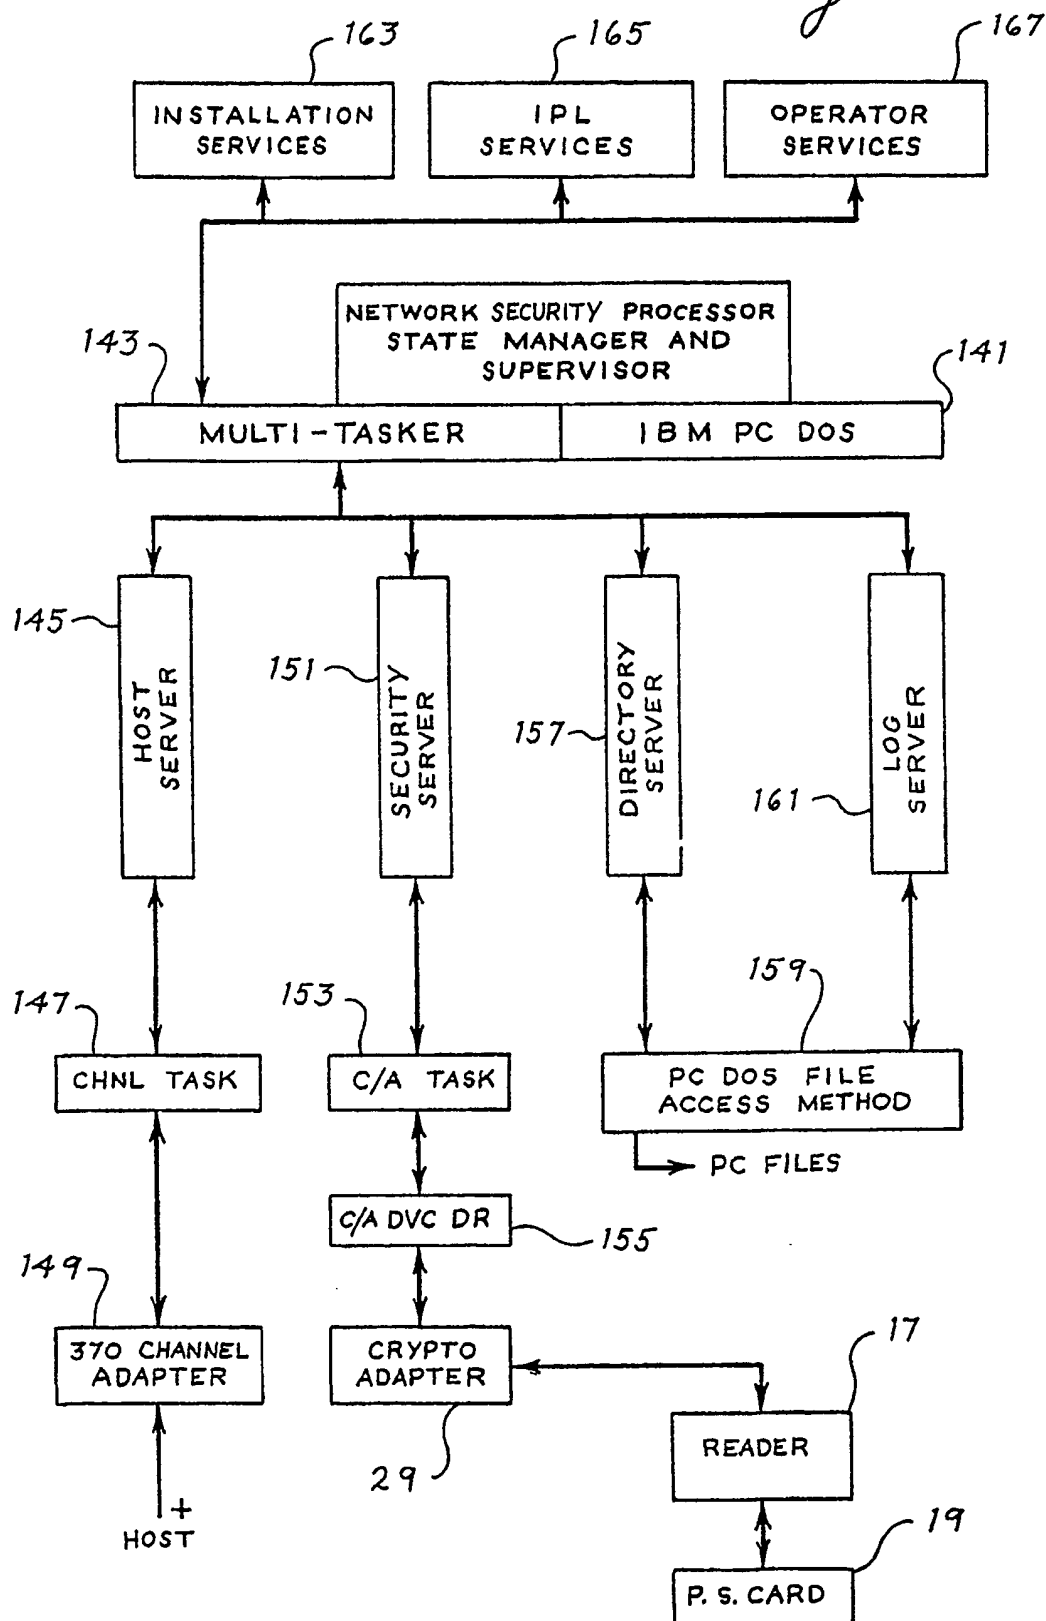 163
165
167
INSTALLATION
SERVICES
IPL
SERVICES
OPERATOR
SERVICES
NETWORK SECURITY PROCESSOR
STATE MANAGER AND
SUPERVISOR
143
141
MULTI-TASKER
IBM PC DOS
145
HOST
SERVER
151
SECURITY
SERVER
157
DIRECTORY
SERVER
161
LOG
SERVER
147
153
159
CHNL TASK
C/A TASK
PC DOS FILE
ACCESS METHOD
PC FILES
C/A DVC DR
155
149
370 CHANNEL
ADAPTER
CRYPTO
ADAPTER
17
READER
29
+
HOST
19
P. S. CARD